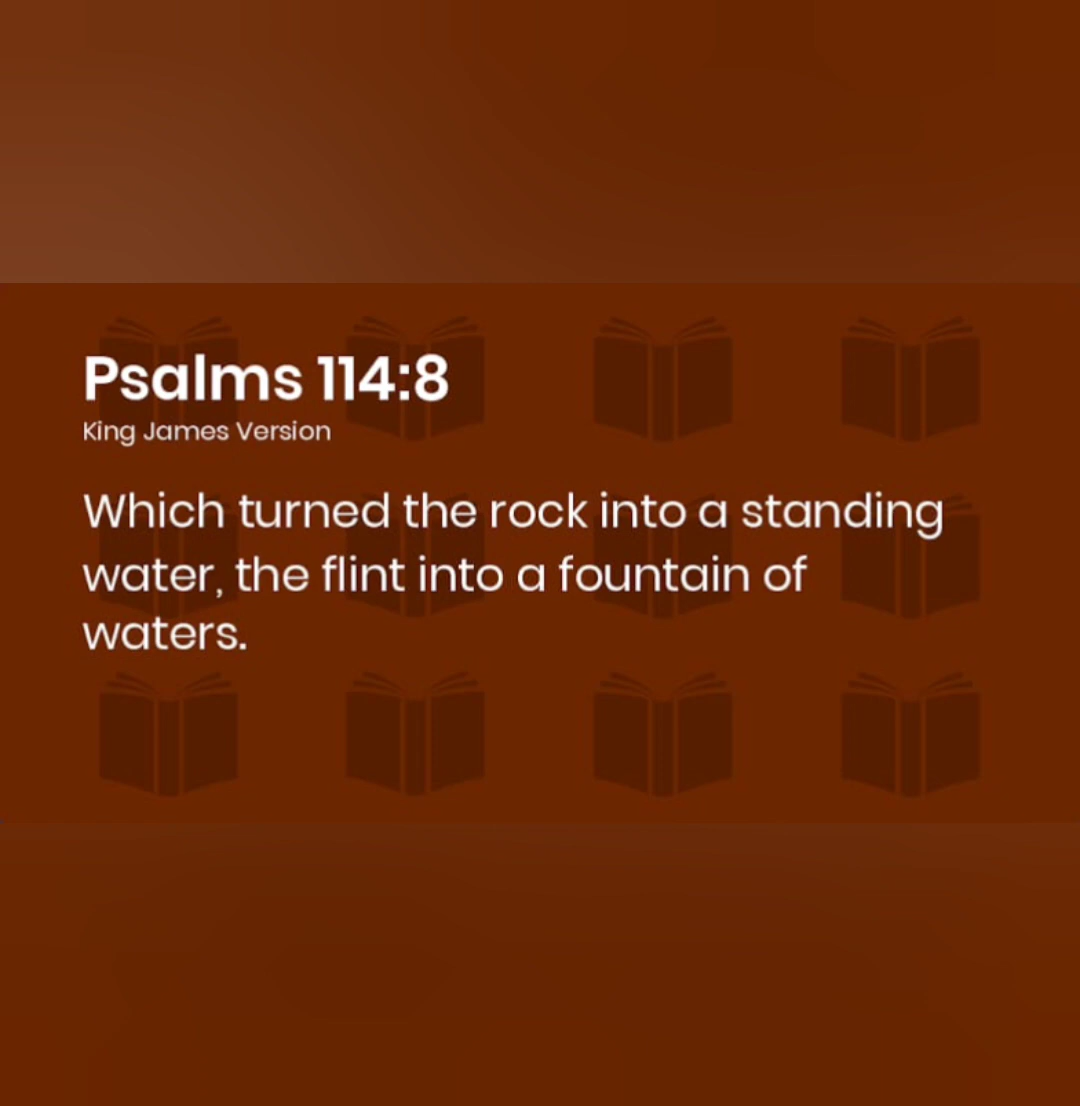 Psalms 114:8
King James Version
Which turned the rock into a standing
water, the flint into a fountain of
waters.